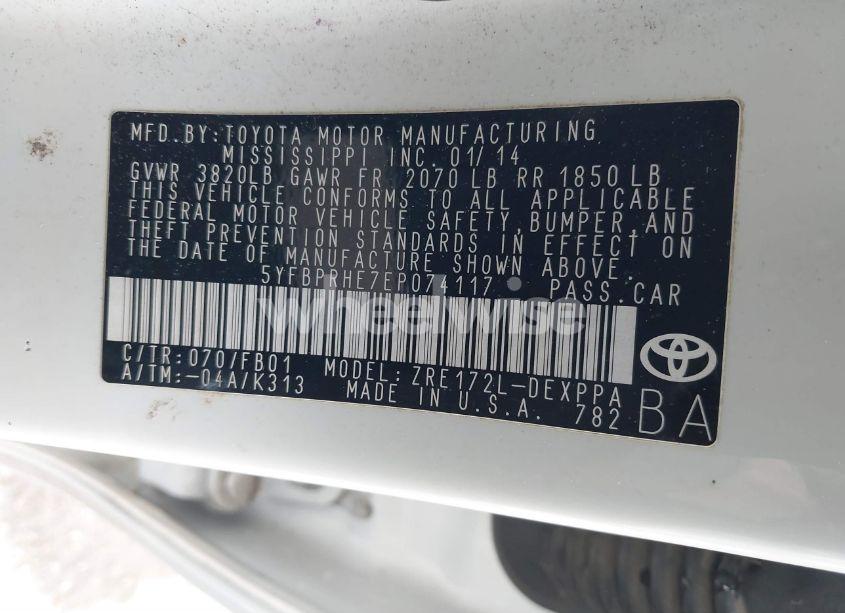 MFD. BY: TOYOTA MOTOR MANUFACTURING
MISSISSIPPI INC. 01/14
GVWR 3820LB GAWR FR 2070 LB RR 1850 LB
THIS VEHICLE CONFORMS TO ALL APPLICABLE
FEDERAL MOTOR VEHICLE SAFETY, BUMPER, AND
THEFT PREVENTION STANDARDS IN EFFECT ON
THE DATE OF MANUFACTURE SHOWN ABOVE.
5YFBPRHE7EP074117 PASS. CAR
wheelwise
C/TR: 070/FB01 MODEL: ZRE172L-DEXPPA
A/TM: -04A/K313 MADE IN U.S.A. 782
BA